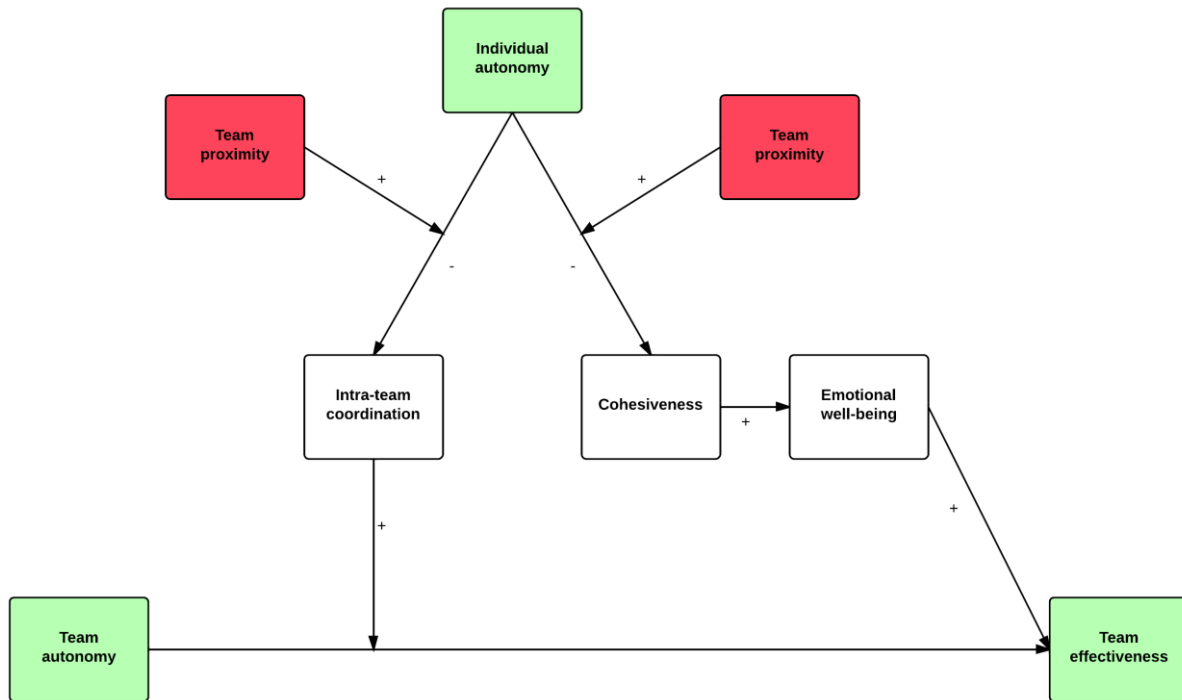 Individual
autonomy
Team
proximity
Team
proximity
+
+
-
-
Intra-team
coordination
Cohesiveness
Emotional
well-being
+
+
+
Team
autonomy
Team
effectiveness